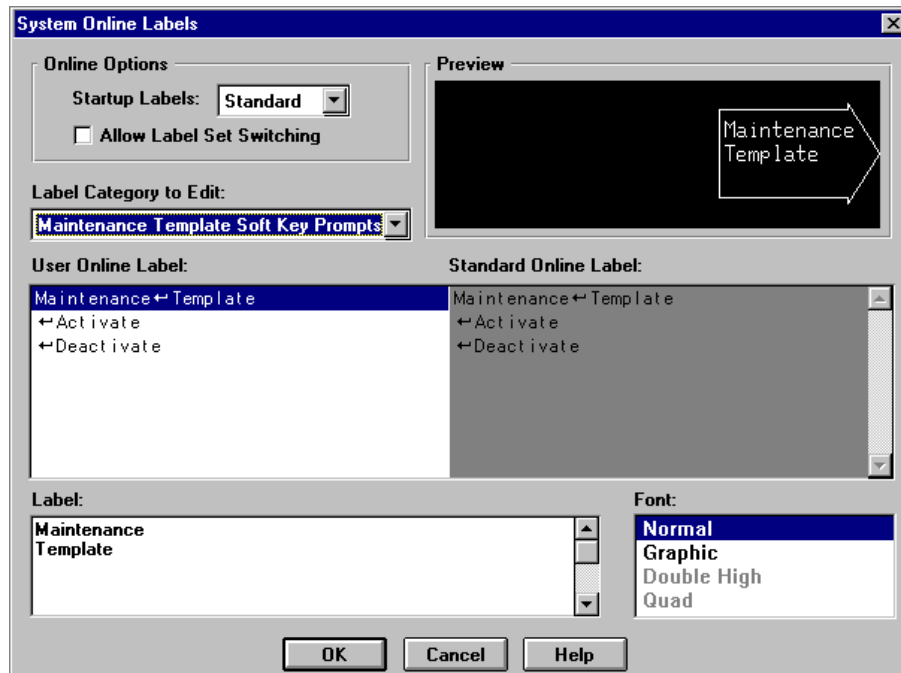 System Online Labels
Online Options
Startup Labels: Standard
Allow Label Set Switching
Preview
Maintenance
Template
Label Category to Edit:
Maintenance Template Soft Key Prompts
User Online Label:
Standard Online Label:
Maintenance↵Template
↵Activate
↵Deactivate
Maintenance↵Template
↵Activate
↵Deactivate
Label:
Maintenance
Template
Font:
Normal
Graphic
Double High
Quad
OK
Cancel
Help